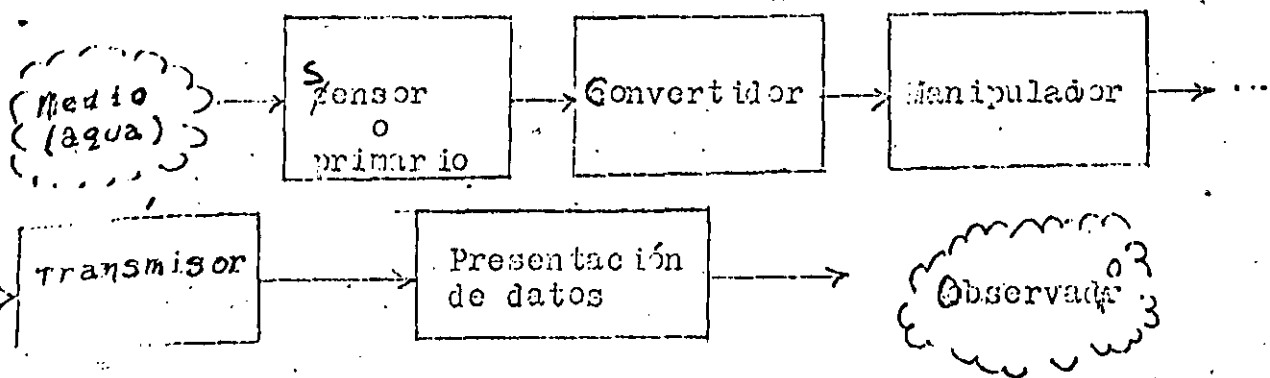 Medio
(agua)
Sensor
o
primario
Convertidor
Manipulador
...
Transmisor
Presentación
de datos
Observador